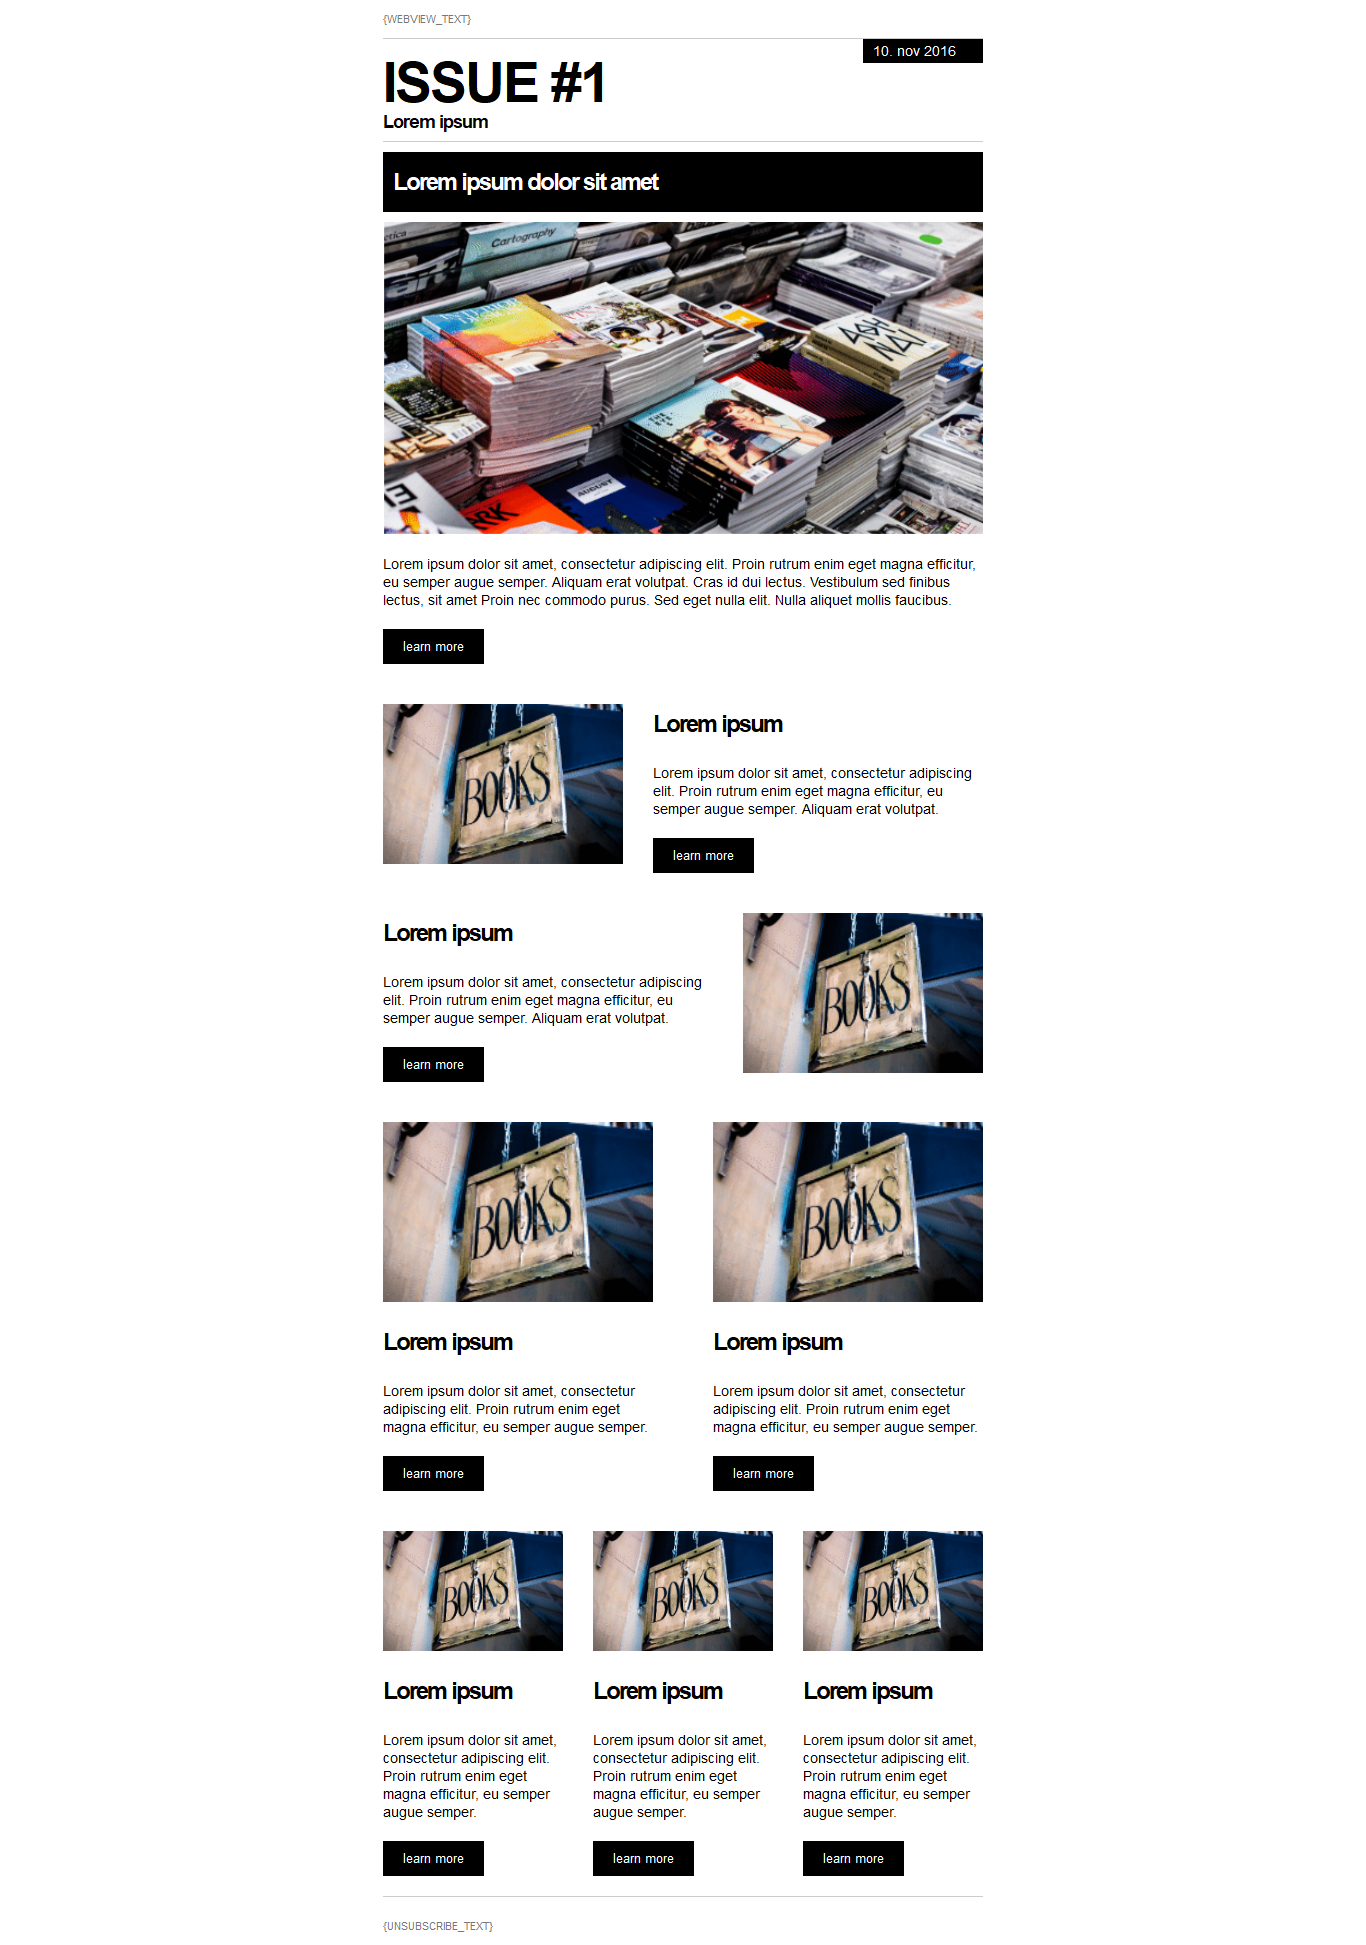 {WEBVIEW_TEXT}
10. nov 2016
ISSUE #1
Lorem ipsum
Lorem ipsum dolor sit amet
Cartography
AUGUST
Lorem ipsum dolor sit amet, consectetur adipiscing elit. Proin rutrum enim eget magna efficitur,
eu semper augue semper. Aliquam erat volutpat. Cras id dui lectus. Vestibulum sed finibus
lectus, sit amet Proin nec commodo purus. Sed eget nulla elit. Nulla aliquet mollis faucibus.
learn more
BOOKS
Lorem ipsum
Lorem ipsum dolor sit amet, consectetur adipiscing
elit. Proin rutrum enim eget magna efficitur, eu
semper augue semper. Aliquam erat volutpat.
learn more
Lorem ipsum
Lorem ipsum dolor sit amet, consectetur adipiscing
elit. Proin rutrum enim eget magna efficitur, eu
semper augue semper. Aliquam erat volutpat.
learn more
BOOKS
BOOKS
Lorem ipsum
Lorem ipsum dolor sit amet, consectetur
adipiscing elit. Proin rutrum enim eget
magna efficitur, eu semper augue semper.
learn more
BOOKS
Lorem ipsum
Lorem ipsum dolor sit amet, consectetur
adipiscing elit. Proin rutrum enim eget
magna efficitur, eu semper augue semper.
learn more
BOOKS
Lorem ipsum
Lorem ipsum dolor sit amet,
consectetur adipiscing elit.
Proin rutrum enim eget
magna efficitur, eu semper
augue semper.
learn more
BOOKS
Lorem ipsum
Lorem ipsum dolor sit amet,
consectetur adipiscing elit.
Proin rutrum enim eget
magna efficitur, eu semper
augue semper.
learn more
BOOKS
Lorem ipsum
Lorem ipsum dolor sit amet,
consectetur adipiscing elit.
Proin rutrum enim eget
magna efficitur, eu semper
augue semper.
learn more
{UNSUBSCRIBE_TEXT}